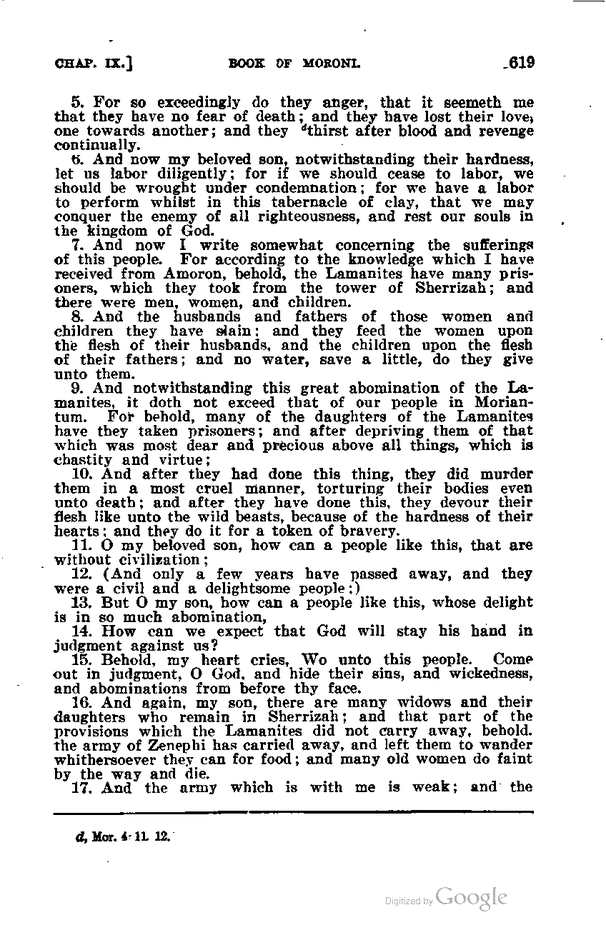 CHAP. IX.] BOOK OF MORONI. 619
5. For so exceedingly do they anger, that it seemeth me
that they have no fear of death; and they have lost their love,
one towards another; and they dthirst after blood and revenge
continually.
6. And now my beloved son, notwithstanding their hardness,
let us labor diligently; for if we should cease to labor, we
should be wrought under condemnation; for we have a labor
to perform whilst in this tabernacle of clay, that we may
conquer the enemy of all righteousness, and rest our souls in
the kingdom of God.
7. And now I write somewhat concerning the sufferings
of this people. For according to the knowledge which I have
received from Amoron, behold, the Lamanites have many pris-
oners, which they took from the tower of Sherrizah; and
there were men, women, and children.
8. And the husbands and fathers of those women and
children they have slain; and they feed the women upon
the flesh of their husbands, and the children upon the flesh
of their fathers; and no water, save a little, do they give
unto them.
9. And notwithstanding this great abomination of the La-
manites, it doth not exceed that of our people in Morian-
tum. For behold, many of the daughters of the Lamanites
have they taken prisoners; and after depriving them of that
which was most dear and precious above all things, which is
chastity and virtue;
10. And after they had done this thing, they did murder
them in a most cruel manner, torturing their bodies even
unto death; and after they have done this, they devour their
flesh like unto the wild beasts, because of the hardness of their
hearts; and they do it for a token of bravery.
11. O my beloved son, how can a people like this, that are
without civilization;
12. (And only a few years have passed away, and they
were a civil and a delightsome people;)
13. But O my son, how can a people like this, whose delight
is in so much abomination,
14. How can we expect that God will stay his hand in
judgment against us?
15. Behold, my heart cries, Wo unto this people. Come
out in judgment, O God, and hide their sins, and wickedness,
and abominations from before thy face.
16. And again, my son, there are many widows and their
daughters who remain in Sherrizah; and that part of the
provisions which the Lamanites did not carry away, behold.
the army of Zenephi has carried away, and left them to wander
whithersoever they can for food; and many old women do faint
by the way and die.
17. And the army which is with me is weak; and the
d, Mor. 4:11. 12.
Digitized by Google